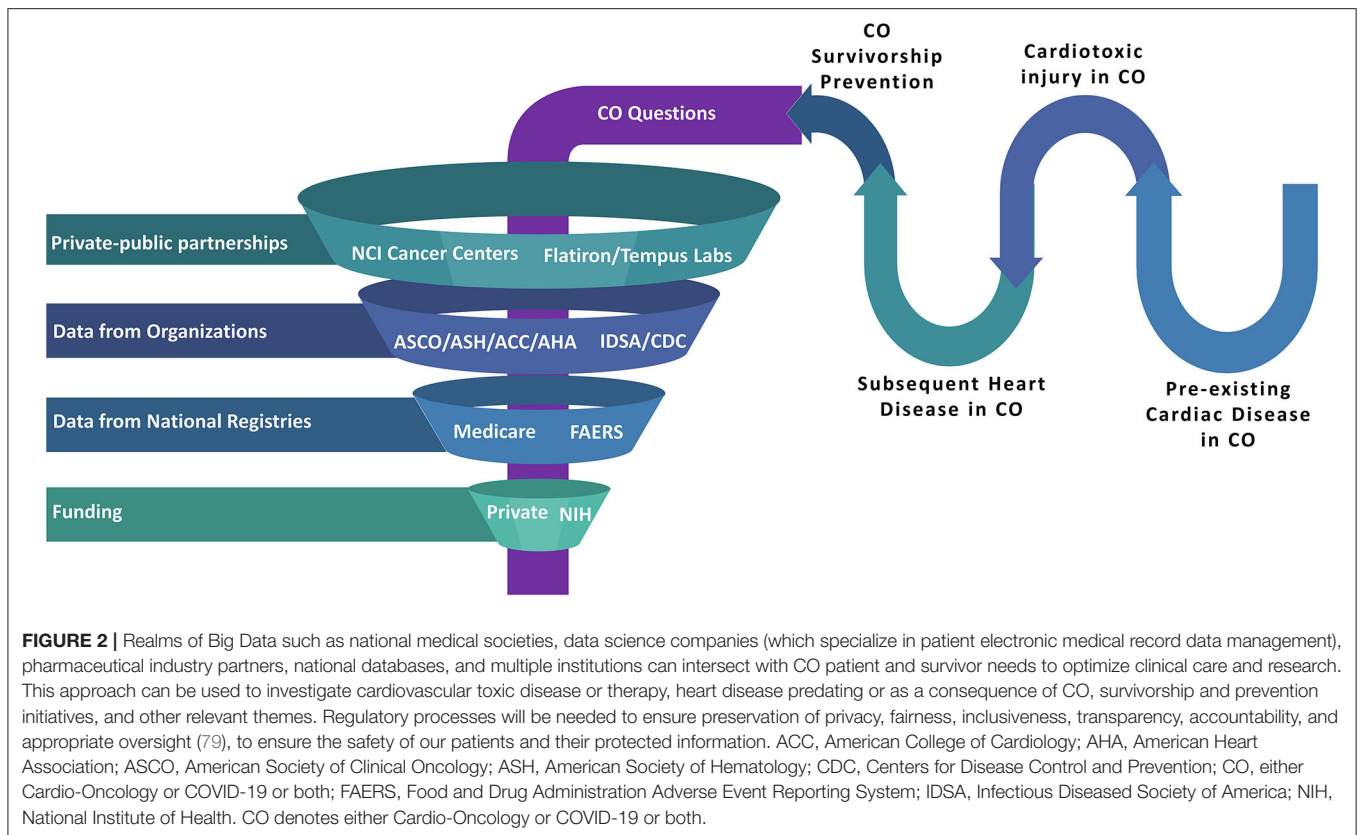 CO
Survivorship
Prevention
Cardiotoxic
injury in CO
CO Questions
Private-public partnerships
NCI Cancer Centers
Flatiron/Tempus Labs
Data from Organizations
ASCO/ASH/ACC/AHA
IDSA/CDC
Subsequent Heart
Disease in CO
Pre-existing
Cardiac Disease
in CO
Data from National Registries
Medicare
FAERS
Funding
Private
NIH
FIGURE 2 | Realms of Big Data such as national medical societies, data science companies (which specialize in patient electronic medical record data management),
pharmaceutical industry partners, national databases, and multiple institutions can intersect with CO patient and survivor needs to optimize clinical care and research.
This approach can be used to investigate cardiovascular toxic disease or therapy, heart disease predating or as a consequence of CO, survivorship and prevention
initiatives, and other relevant themes. Regulatory processes will be needed to ensure preservation of privacy, fairness, inclusiveness, transparency, accountability, and
appropriate oversight (79), to ensure the safety of our patients and their protected information. ACC, American College of Cardiology; AHA, American Heart
Association; ASCO, American Society of Clinical Oncology; ASH, American Society of Hematology; CDC, Centers for Disease Control and Prevention; CO, either
Cardio-Oncology or COVID-19 or both; FAERS, Food and Drug Administration Adverse Event Reporting System; IDSA, Infectious Diseased Society of America; NIH,
National Institute of Health. CO denotes either Cardio-Oncology or COVID-19 or both.